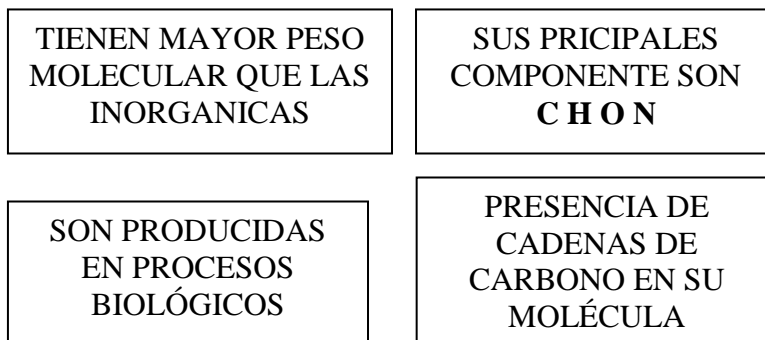 TIENEN MAYOR PESO
MOLECULAR QUE LAS
INORGANICAS
SUS PRICIPALES
COMPONENTE SON
C H O N
SON PRODUCIDAS
EN PROCESOS
BIOLÓGICOS
PRESENCIA DE
CADENAS DE
CARBONO EN SU
MOLÉCULA